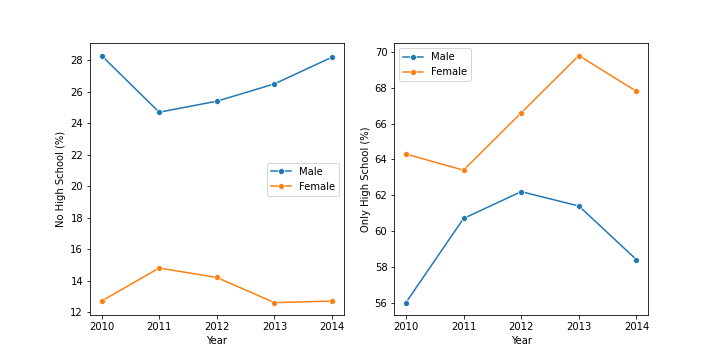 No High School (%)
28
26
24
22
20
18
16
14
12
2010 2011 2012 2013 2014
Year
Male
Female
Only High School (%)
70
68
66
64
62
60
58
56
2010 2011 2012 2013 2014
Year
Male
Female